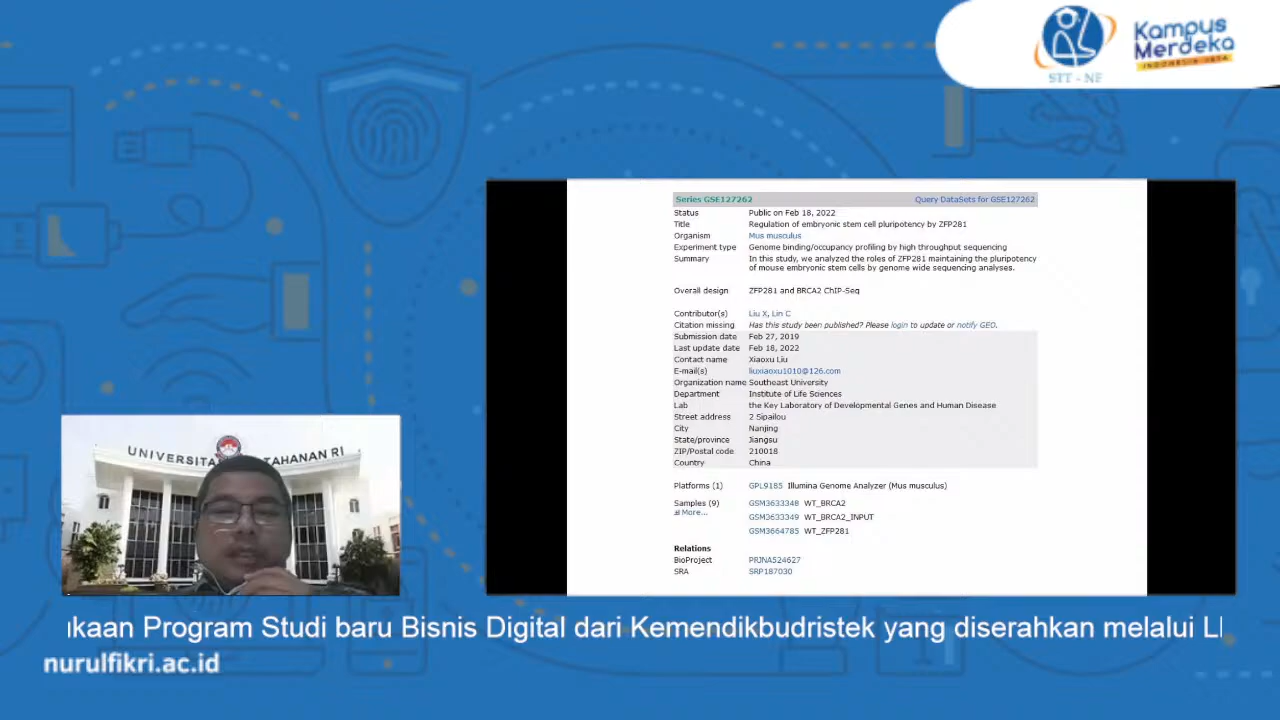 Kampus
Merdeka
INDONESIA JAYA
STT - NF
Series GSE127262 Query DataSets for GSE127262
Status Public on Feb 18, 2022
Title Regulation of embryonic stem cell pluripotency by ZFP281
Organism Mus musculus
Experiment type Genome binding/occupancy profiling by high throughput sequencing
Summary In this study, we analyzed the roles of ZFP281 maintaining the pluripotency
of mouse embryonic stem cells by genome wide sequencing analyses.
Overall design ZFP281 and BRCA2 ChIP-Seq
Contributor(s) Liu X, Lin C
Citation missing Has this study been published? Please login to update or notify GEO.
Submission date Feb 27, 2019
Last update date Feb 18, 2022
Contact name Xiaoxu Liu
E-mail(s) liuxiaoxu1010@126.com
Organization name Southeast University
Department Institute of Life Sciences
Lab the Key Laboratory of Developmental Genes and Human Disease
Street address 2 Sipailou
City Nanjing
State/province Jiangsu
ZIP/Postal code 210018
Country China
Platforms (1) GPL9185 Illumina Genome Analyzer (Mus musculus)
Samples (9) GSM3633348 WT_BRCA2
More... GSM3633349 WT_BRCA2_INPUT
GSM3664785 WT_ZFP281
Relations
BioProject PRJNA524627
SRA SRP187030
UNIVERSITA TAHANAN RI
kaan Program Studi baru Bisnis Digital dari Kemendikbudristek yang diserahkan melalui
nurulfikri.ac.id